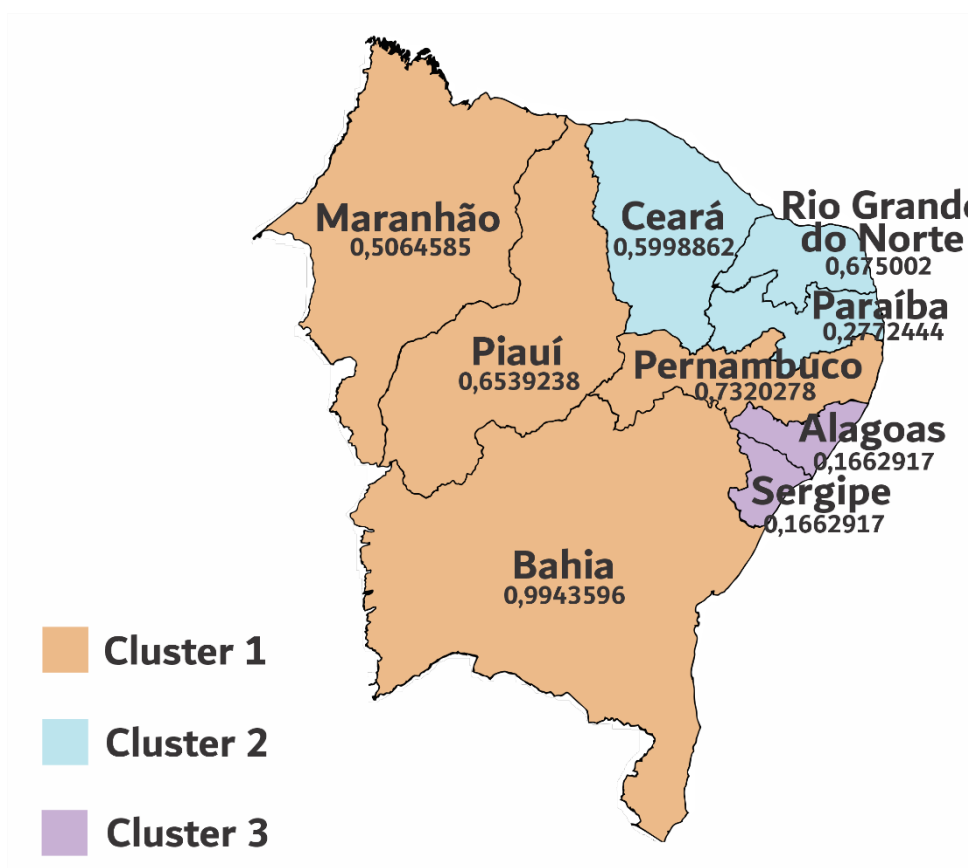 Maranhão
0,5064585
Ceará
0,5998862
Rio Grande
do Norte
0,675002
Paraíba
0,2772444
Piauí
0,6539238
Pernambuco
0,7320278
Alagoas
0,1662917
Sergipe
0,1662917
Bahia
0,9943596
Cluster 1
Cluster 2
Cluster 3